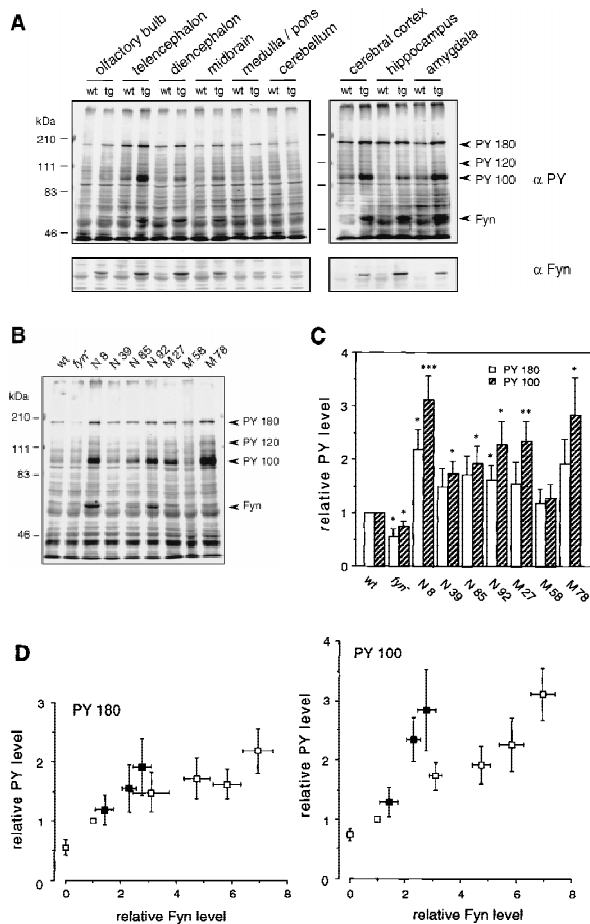 A
olfactory bulb telencephalon diencephalon midbrain medulla / pons cerebellum cerebral cortex hippocampus amygdala
wt tg wt tg wt tg wt tg wt tg wt tg wt tg wt tg wt tg
kDa
210
111
83
46
PY 180
PY 120
PY 100
Fyn
α PY
α Fyn
B
wt fyn- N 8 N 39 N 85 N 92 M 27 M 58 M 78
kDa
210
111
83
46
PY 180
PY 120
PY 100
Fyn
C
relative PY level
4
3
2
1
0
PY 180
PY 100
* * * *** * * * * ** *
wt fyn- N 8 N 39 N 85 N 92 M 27 M 58 M 78
D
PY 180
relative PY level
3
2
1
0
0 2 4 6 8
relative Fyn level
PY 100
relative PY level
4
3
2
1
0
0 2 4 6 8
relative Fyn level